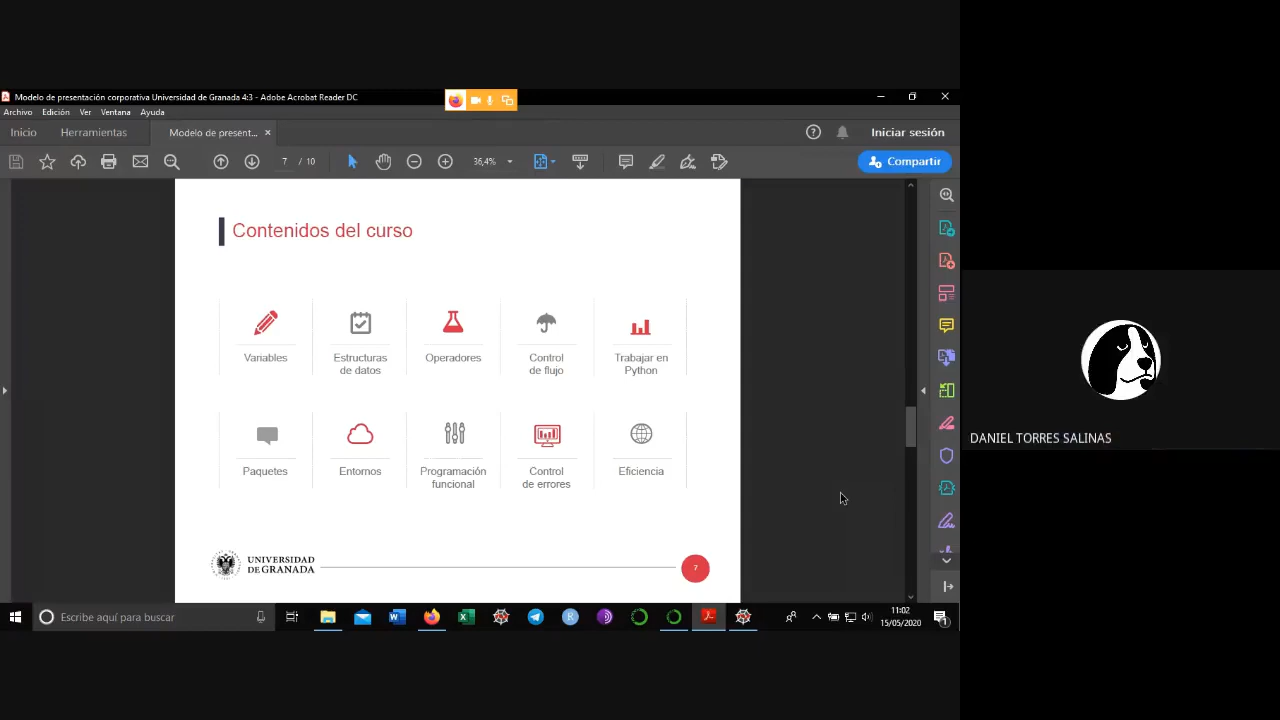 Modelo de presentación corporativa Universidad de Granada 4:3 - Adobe Acrobat Reader DC
Archivo Edición Ver Ventana Ayuda
Inicio Herramientas Modelo de present... × Iniciar sesión
7 / 10 36,4% Compartir
Contenidos del curso
Variables
Estructuras
de datos
Operadores
Control
de flujo
Trabajar en
Python
Paquetes
Entornos
Programación
funcional
Control
de errores
Eficiencia
UNIVERSIDAD
DE GRANADA
7
DANIEL TORRES SALINAS
Escribe aquí para buscar
11:02
15/05/2020